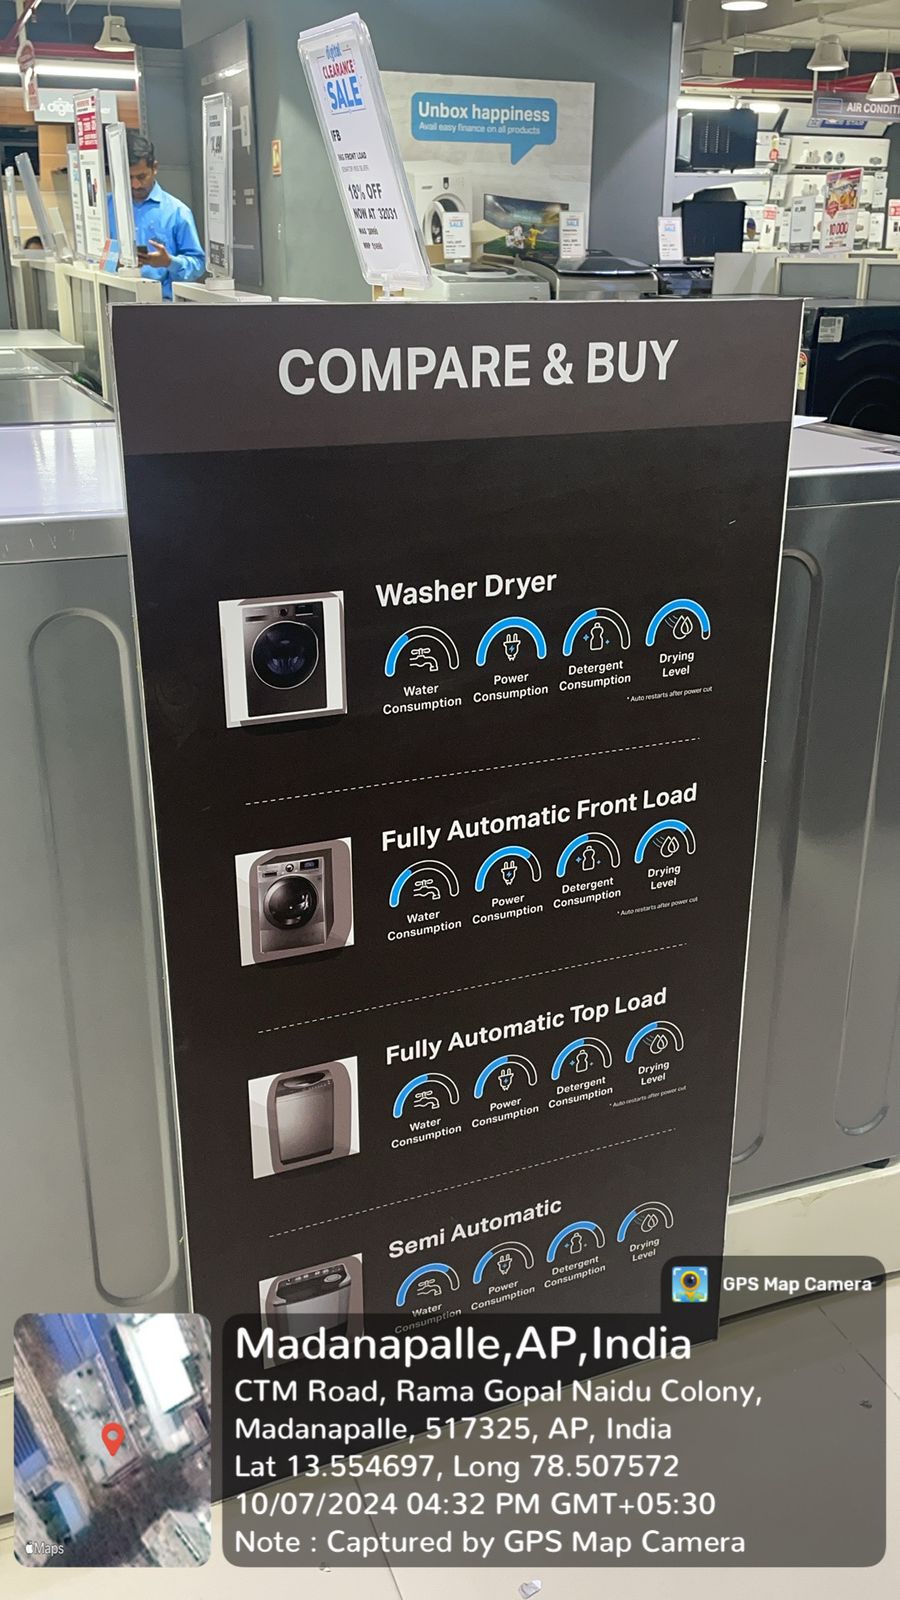 digital
CLEARANCE
SALE
IFB
18% OFF
NOW AT 32031
Unbox happiness
Avail easy finance on all products
AIR CONDITI
10000
COMPARE & BUY
Washer Dryer
Water Consumption
Power Consumption
Detergent Consumption
Drying Level
* Auto restarts after power cut
Fully Automatic Front Load
Water Consumption
Power Consumption
Detergent Consumption
Drying Level
* Auto restarts after power cut
Fully Automatic Top Load
Water Consumption
Power Consumption
Detergent Consumption
Drying Level
* Auto restarts after power cut
Semi Automatic
Water Consumption
Power Consumption
Detergent Consumption
Drying Level
GPS Map Camera
Madanapalle,AP,India
CTM Road, Rama Gopal Naidu Colony,
Madanapalle, 517325, AP, India
Lat 13.554697, Long 78.507572
10/07/2024 04:32 PM GMT+05:30
Note : Captured by GPS Map Camera
Maps